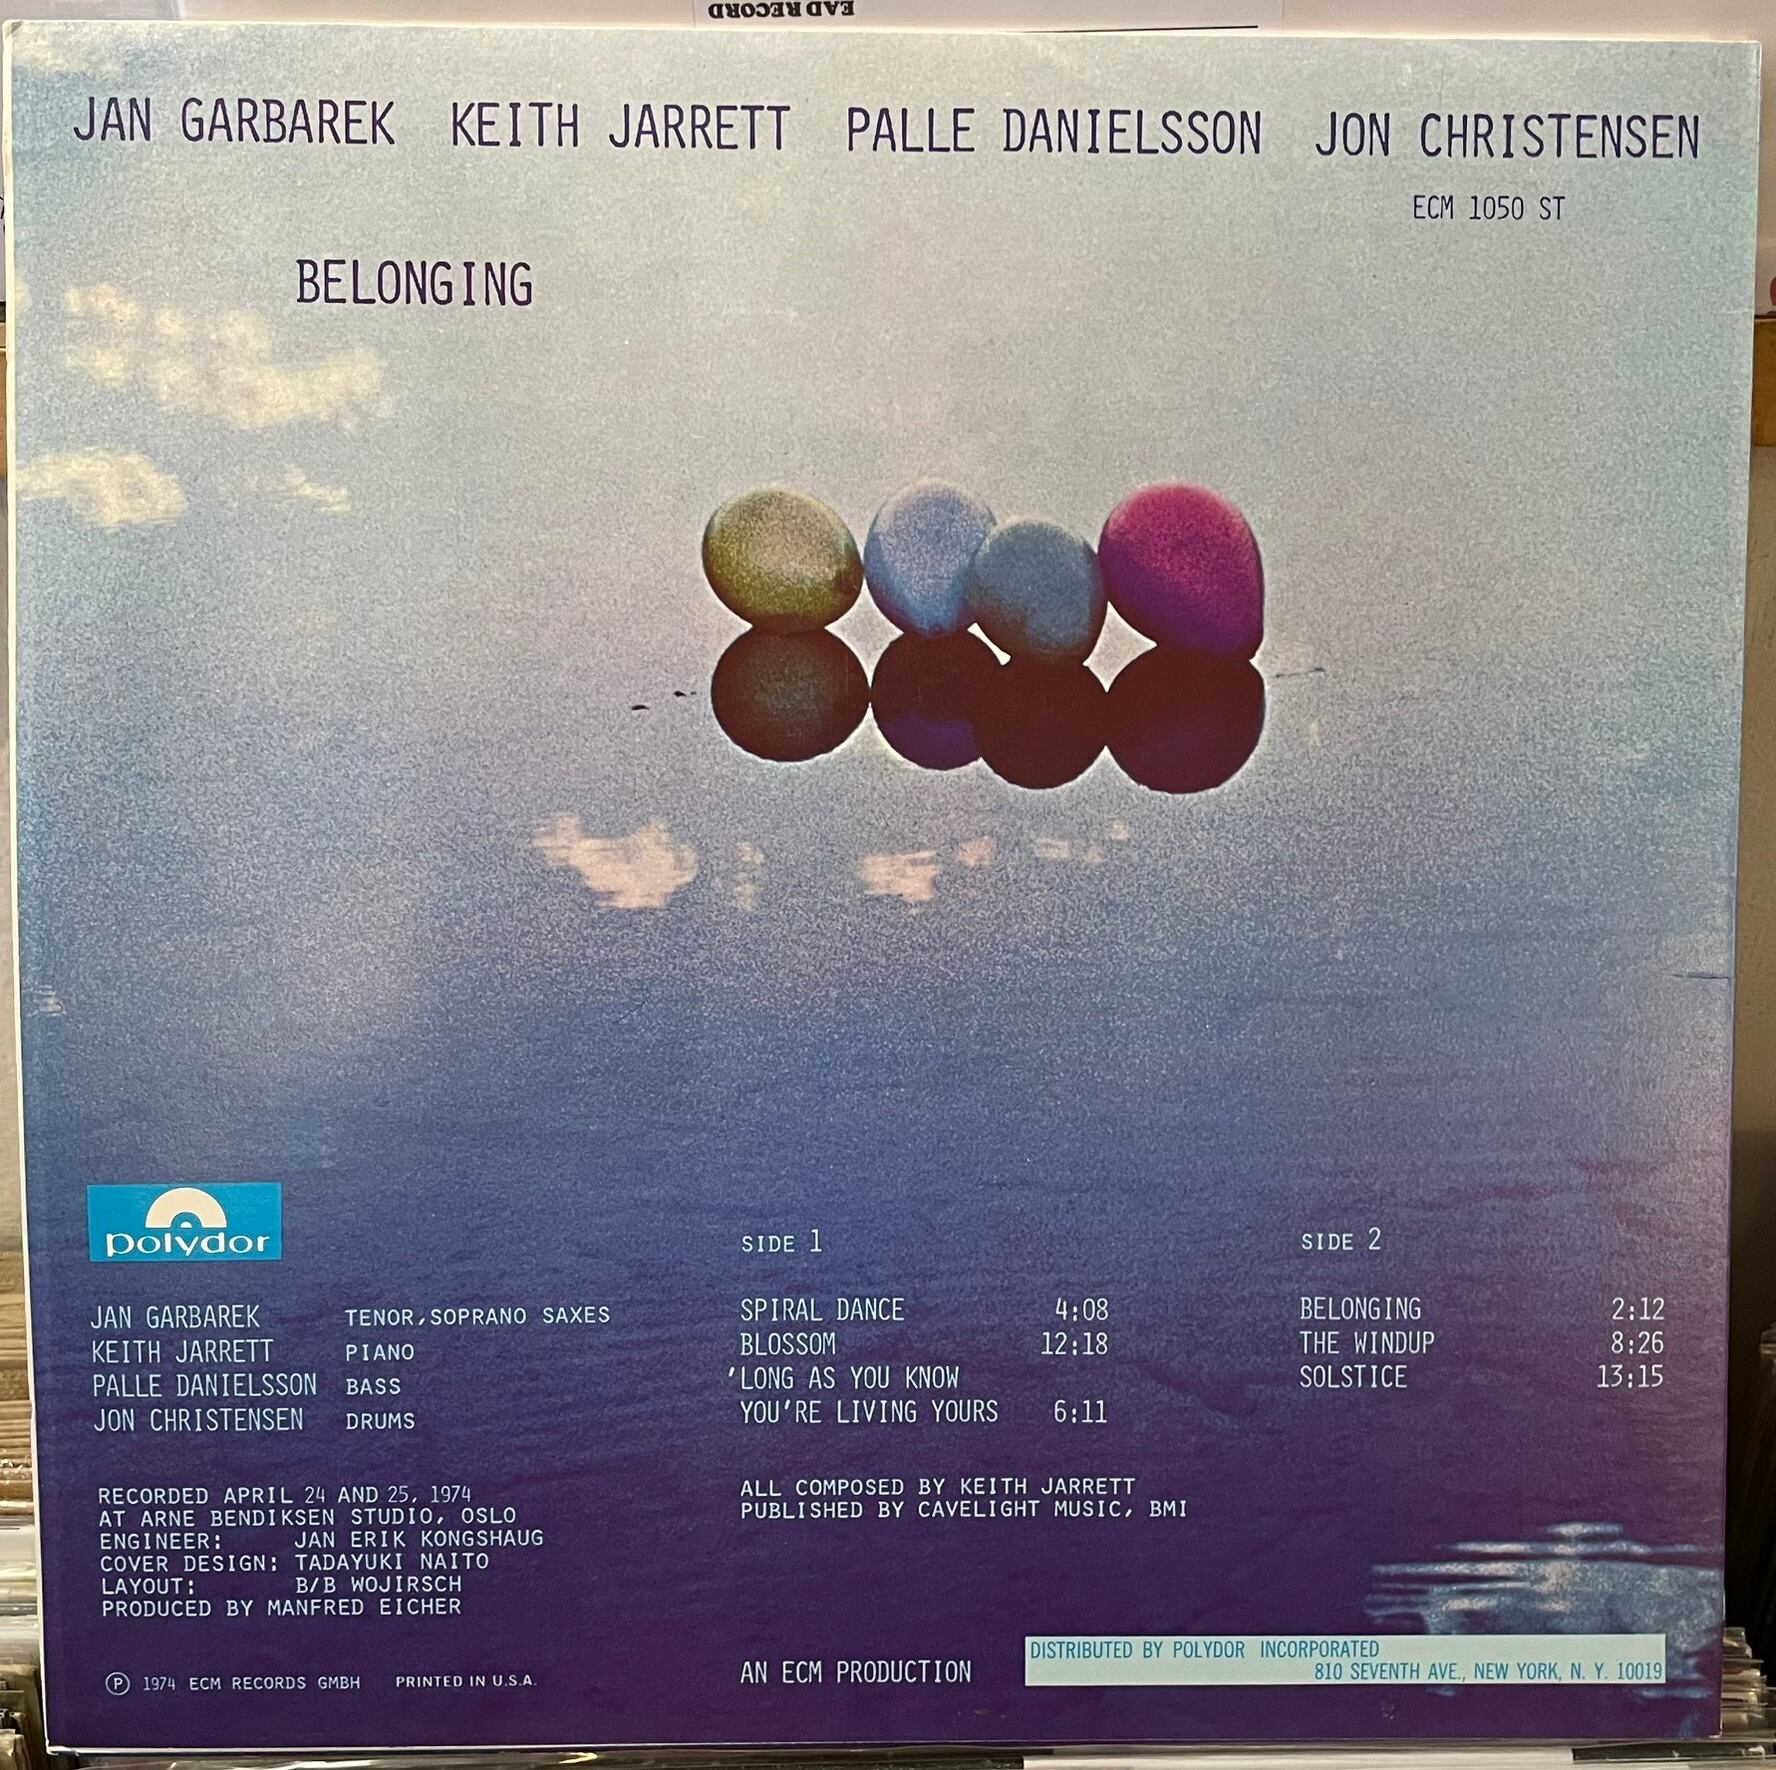 EAD RECORD
JAN GARBAREK KEITH JARRETT PALLE DANIELSSON JON CHRISTENSEN
ECM 1050 ST
BELONGING
polydor
JAN GARBAREK TENOR, SOPRANO SAXES
KEITH JARRETT PIANO
PALLE DANIELSSON BASS
JON CHRISTENSEN DRUMS
RECORDED APRIL 24 AND 25, 1974
AT ARNE BENDIKSEN STUDIO, OSLO
ENGINEER: JAN ERIK KONGSHAUG
COVER DESIGN: TADAYUKI NAITO
LAYOUT: B/B WOJIRSCH
PRODUCED BY MANFRED EICHER
Ⓟ 1974 ECM RECORDS GMBH PRINTED IN U.S.A.
SIDE 1
SPIRAL DANCE 4:08
BLOSSOM 12:18
'LONG AS YOU KNOW
YOU'RE LIVING YOURS 6:11
ALL COMPOSED BY KEITH JARRETT
PUBLISHED BY CAVELIGHT MUSIC, BMI
AN ECM PRODUCTION
SIDE 2
BELONGING 2:12
THE WINDUP 8:26
SOLSTICE 13:15
DISTRIBUTED BY POLYDOR INCORPORATED
810 SEVENTH AVE., NEW YORK, N. Y. 10019